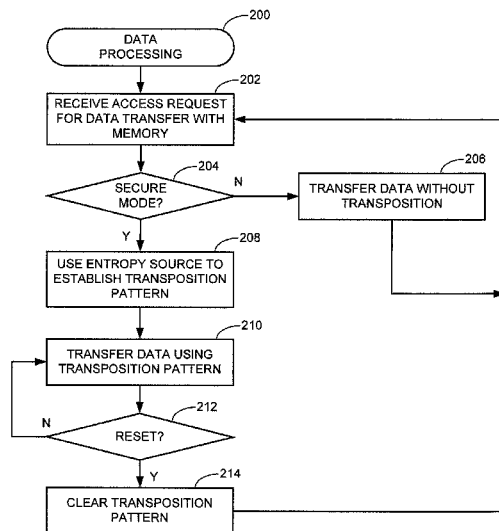 200
DATA
PROCESSING
202
RECEIVE ACCESS REQUEST
FOR DATA TRANSFER WITH
MEMORY
204
SECURE
MODE?
N
206
TRANSFER DATA WITHOUT
TRANSPOSITION
Y
208
USE ENTROPY SOURCE TO
ESTABLISH TRANSPOSITION
PATTERN
210
TRANSFER DATA USING
TRANSPOSITION PATTERN
N
212
RESET?
Y
214
CLEAR TRANSPOSITION
PATTERN